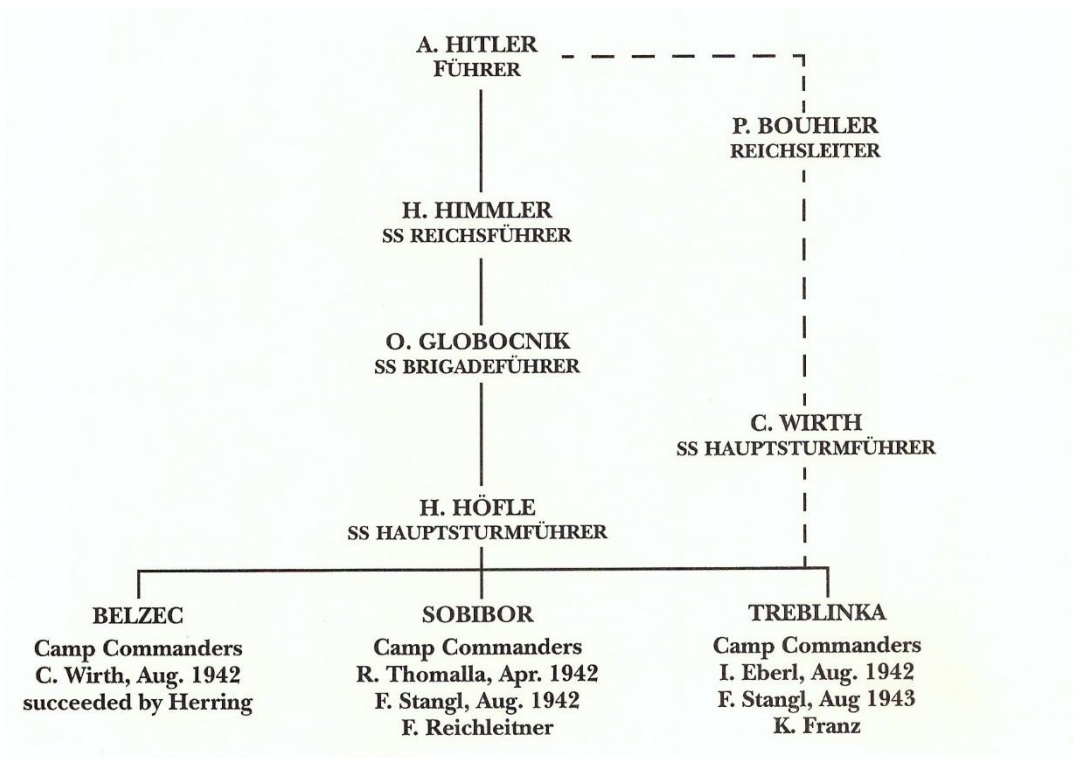 A. HITLER
FÜHRER
P. BOUHLER
REICHSLEITER
H. HIMMLER
SS REICHSFÜHRER
O. GLOBOCNIK
SS BRIGADEFÜHRER
C. WIRTH
SS HAUPTSTURMFÜHRER
H. HÖFLE
SS HAUPTSTURMFÜHRER
BELZEC
Camp Commanders
C. Wirth, Aug. 1942
succeeded by Herring
SOBIBOR
Camp Commanders
R. Thomalla, Apr. 1942
F. Stangl, Aug. 1942
F. Reichleitner
TREBLINKA
Camp Commanders
I. Eberl, Aug. 1942
F. Stangl, Aug 1943
K. Franz